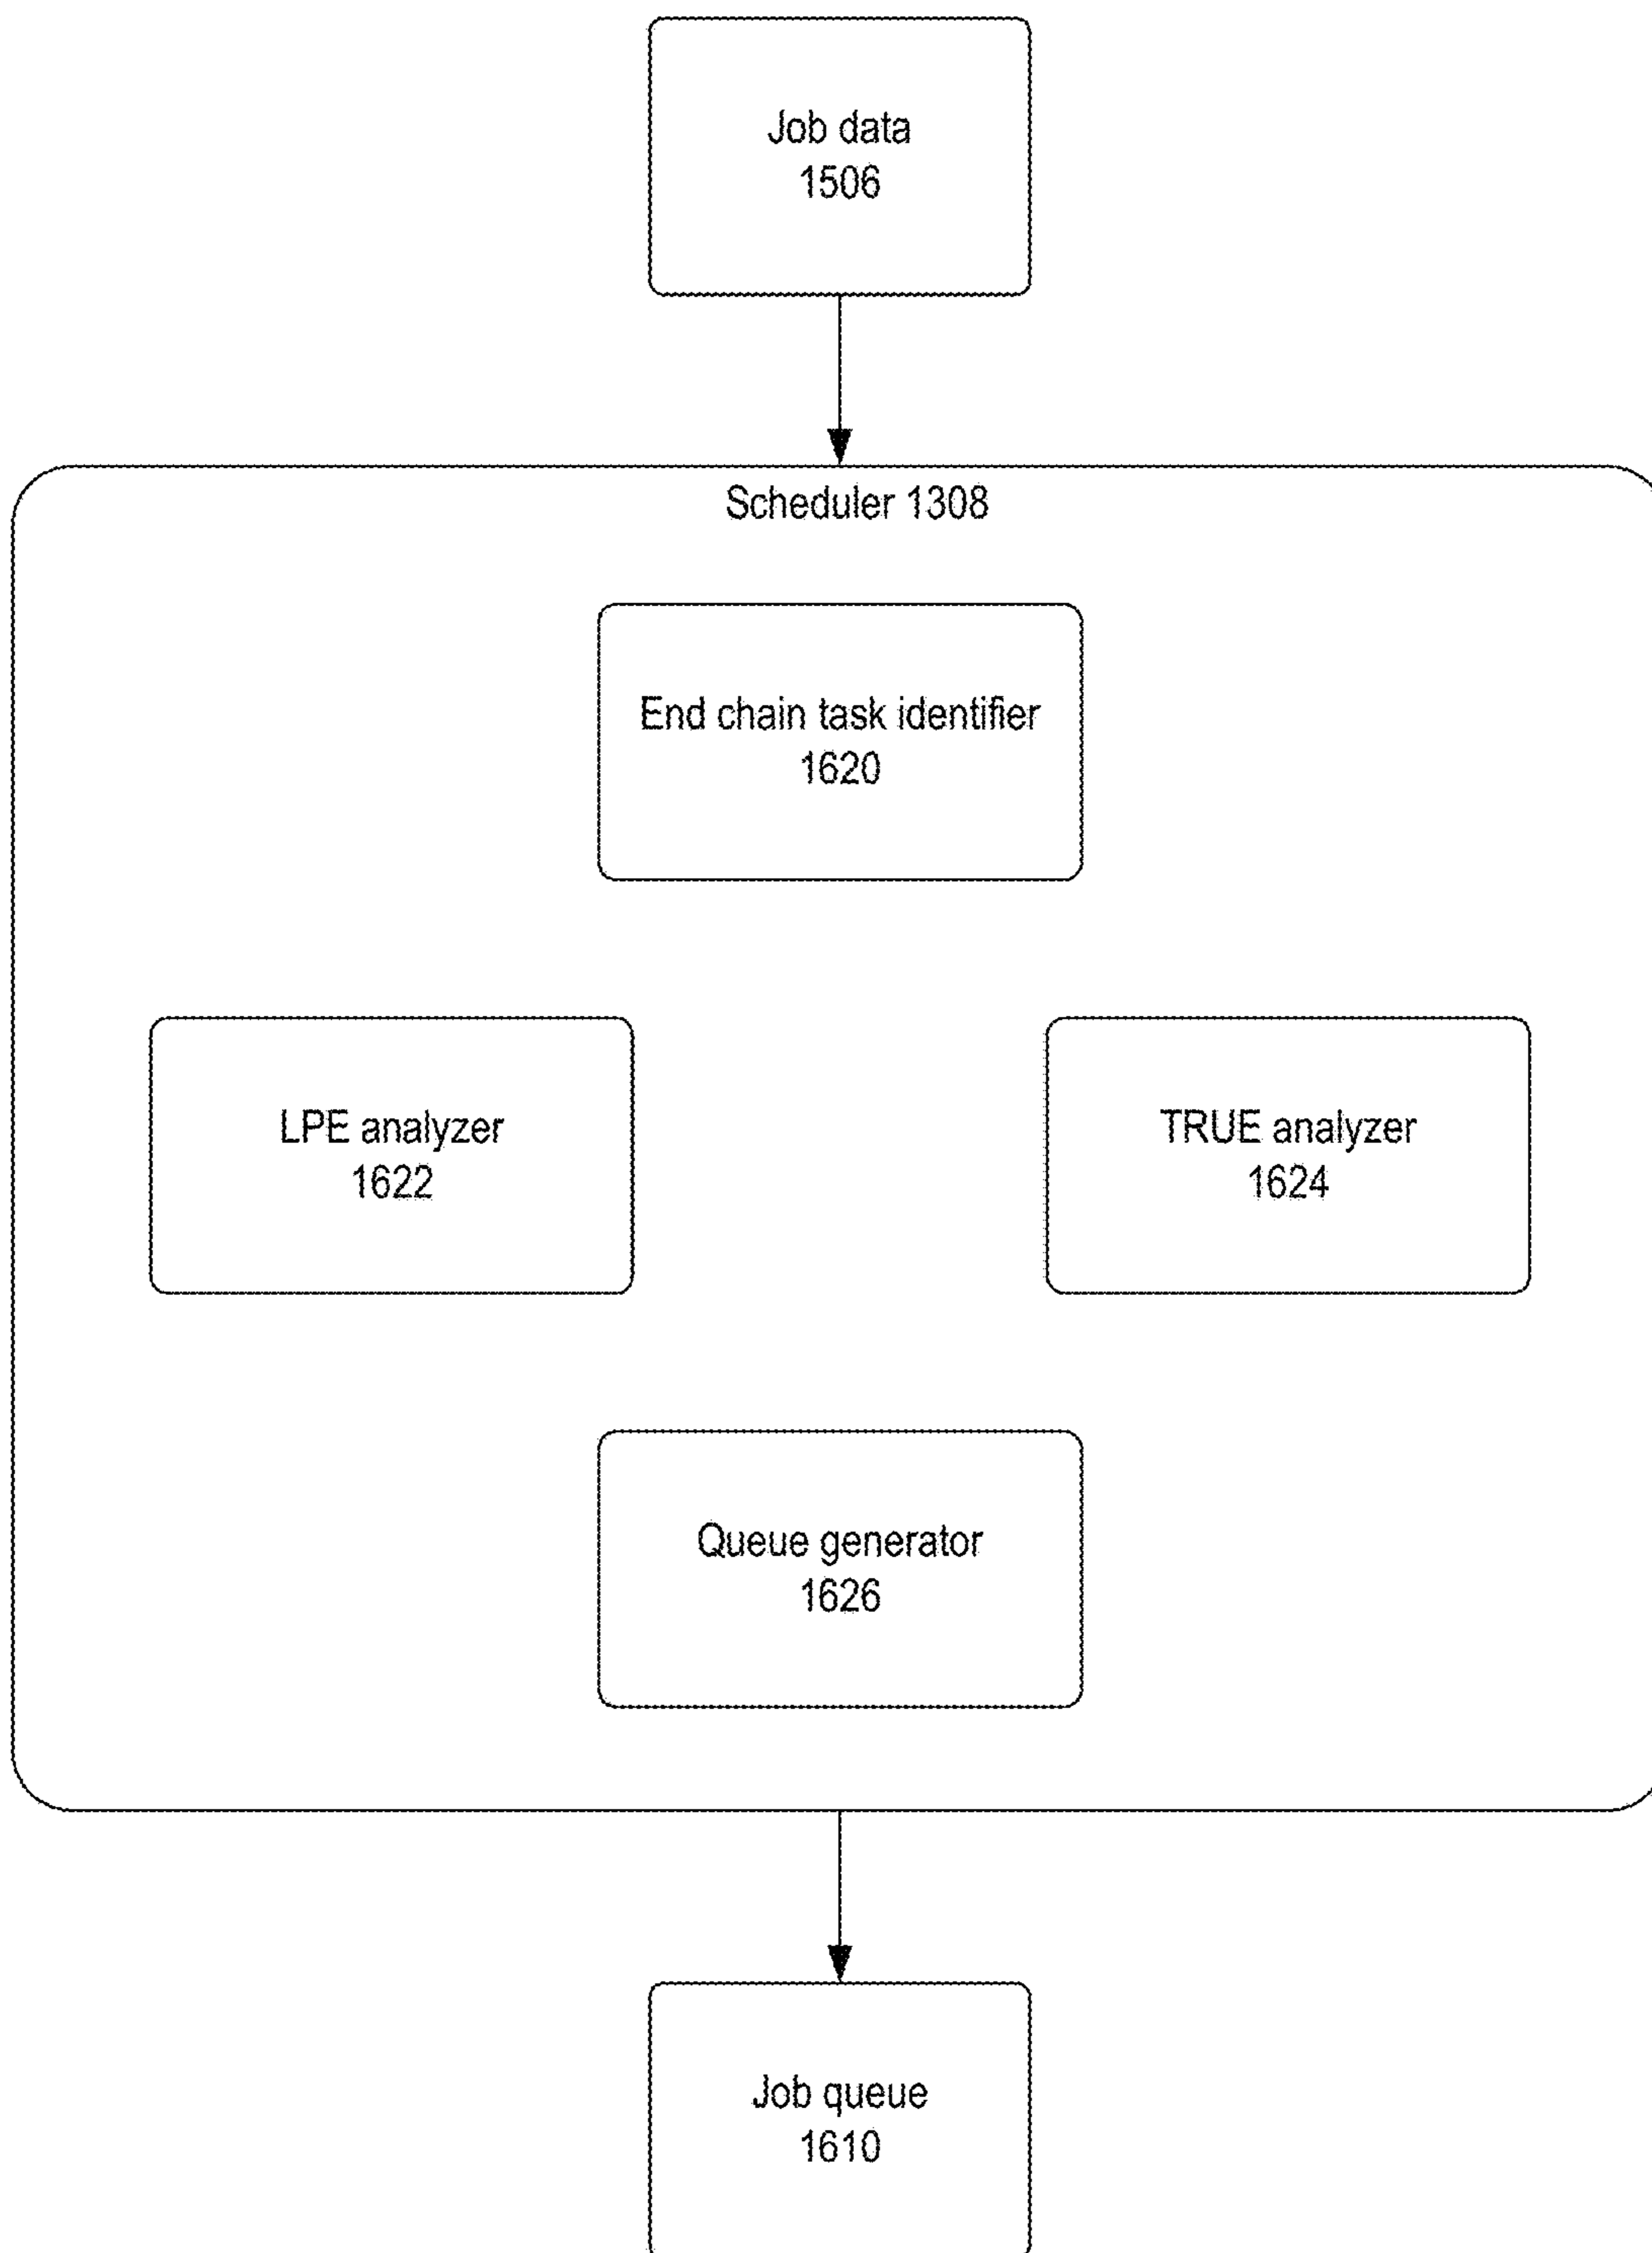 Job data
1506
Scheduler 1308
End chain task identifier
1620
LPE analyzer
1622
TRUE analyzer
1624
Queue generator
1626
Job queue
1610